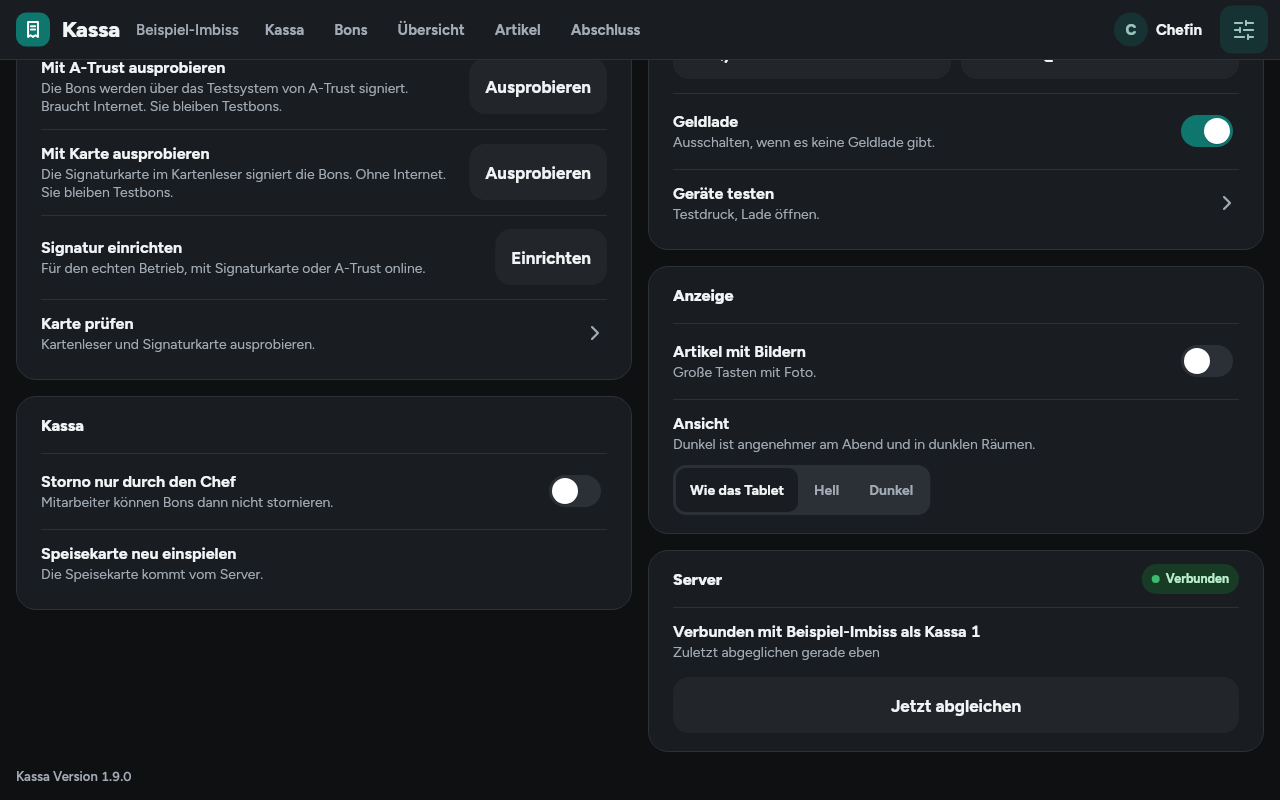 Kassa
Beispiel-Imbiss
Kassa
Bons
Übersicht
Artikel
Abschluss
C
Chefin
Mit A-Trust ausprobieren
Die Bons werden über das Testsystem von A-Trust signiert.
Braucht Internet. Sie bleiben Testbons.
Ausprobieren
Mit Karte ausprobieren
Die Signaturkarte im Kartenleser signiert die Bons. Ohne Internet.
Sie bleiben Testbons.
Ausprobieren
Signatur einrichten
Für den echten Betrieb, mit Signaturkarte oder A-Trust online.
Einrichten
Karte prüfen
Kartenleser und Signaturkarte ausprobieren.
Kassa
Storno nur durch den Chef
Mitarbeiter können Bons dann nicht stornieren.
Speisekarte neu einspielen
Die Speisekarte kommt vom Server.
Geldlade
Ausschalten, wenn es keine Geldlade gibt.
Geräte testen
Testdruck, Lade öffnen.
Anzeige
Artikel mit Bildern
Große Tasten mit Foto.
Ansicht
Dunkel ist angenehmer am Abend und in dunklen Räumen.
Wie das Tablet
Hell
Dunkel
Server
Verbunden
Verbunden mit Beispiel-Imbiss als Kassa 1
Zuletzt abgeglichen gerade eben
Jetzt abgleichen
Kassa Version 1.9.0